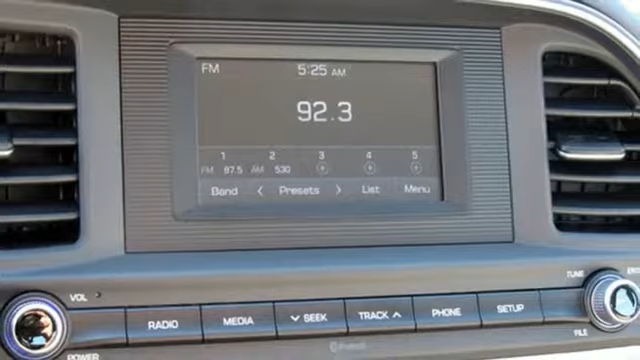 FM 5:25 AM
92.3
1 2 3 4 5
FM 87.5 AM 530
Band < Presets > List Menu
VOL TUNE
RADIO MEDIA SEEK TRACK PHONE SETUP
POWER FILE